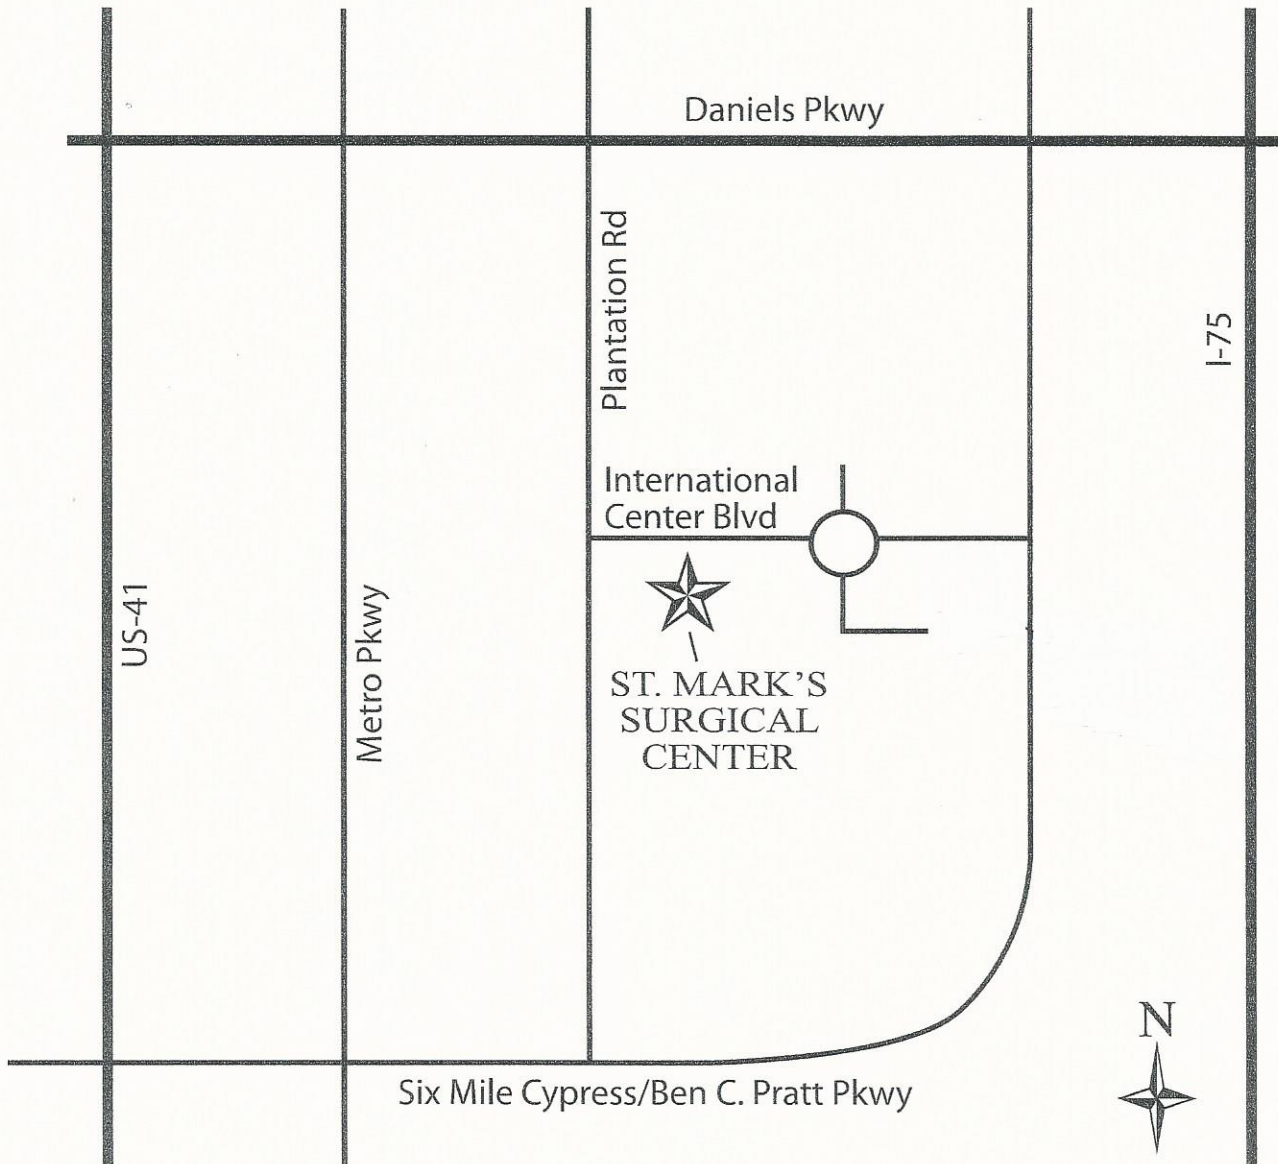 Daniels Pkwy
Plantation Rd
I-75
International
Center Blvd
US-41
Metro Pkwy
ST. MARK'S
SURGICAL
CENTER
N
Six Mile Cypress/Ben C. Pratt Pkwy